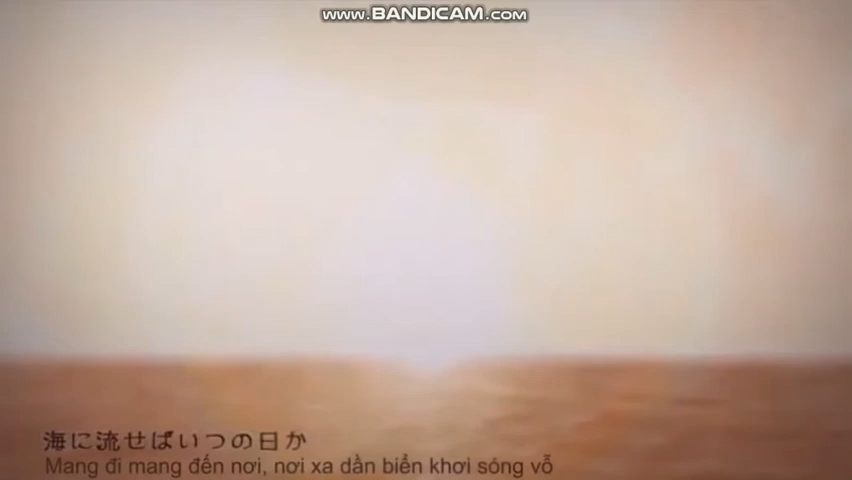 www.BANDICAM.com
海に流せばいつの日か
Mang đi mang đến nơi, nơi xa dần biển khơi sóng vỗ